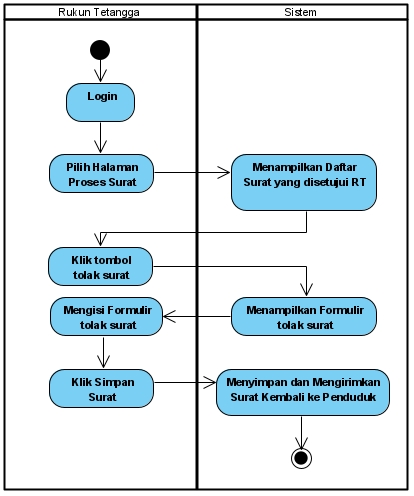 Rukun Tetangga
Sistem
Login
Pilih Halaman
Proses Surat
Menampilkan Daftar
Surat yang disetujui RT
Klik tombol
tolak surat
Menampilkan Formulir
tolak surat
Mengisi Formulir
tolak surat
Klik Simpan
Surat
Menyimpan dan Mengirimkan
Surat Kembali ke Penduduk